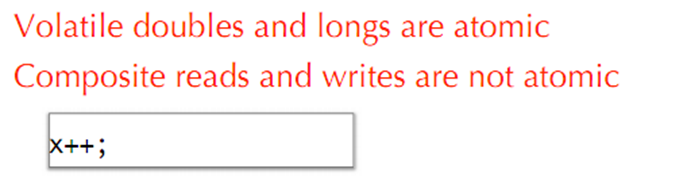 Volatile doubles and longs are atomic
Composite reads and writes are not atomic
x++;